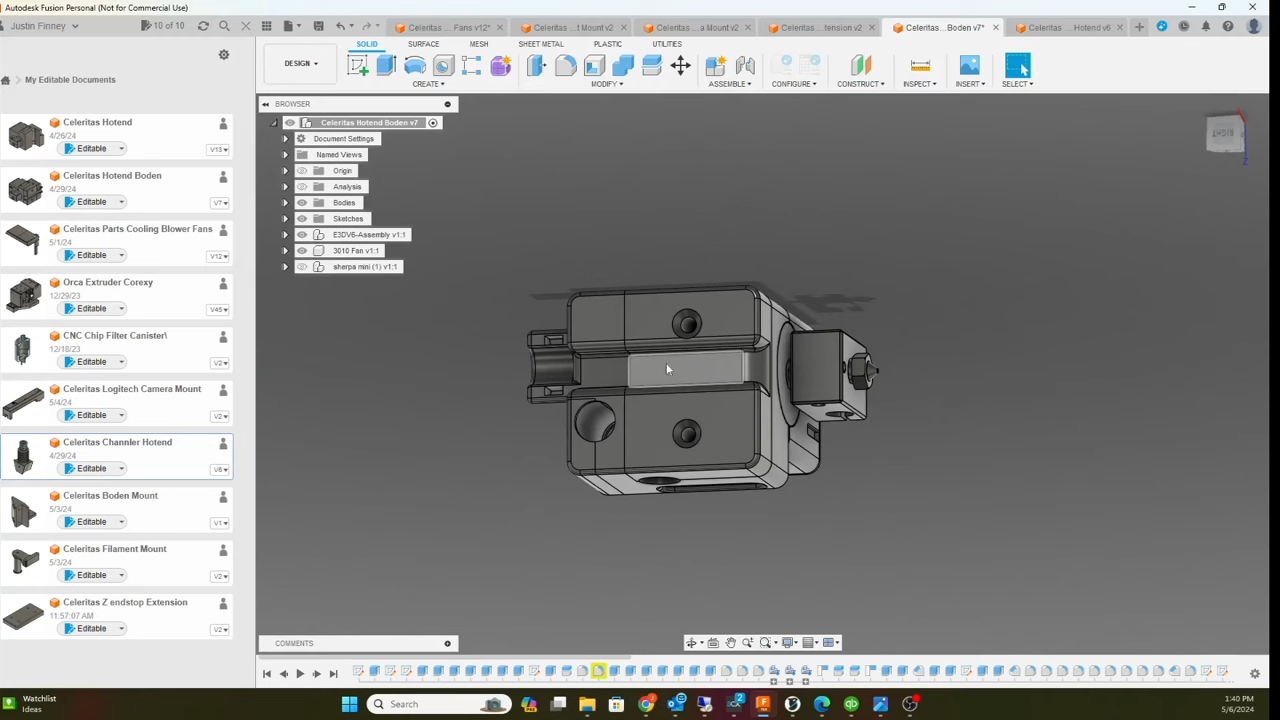 Autodesk Fusion Personal (Not for Commercial Use)
Justin Finney
10 of 10
Celeritas ... Fans v12*
Celeritas ...t Mount v2
Celeritas ...a Mount v2
Celeritas ...tension v2
Celeritas...Boden v7*
Celeritas... Hotend v6
SOLID
SURFACE
MESH
SHEET METAL
PLASTIC
UTILITIES
DESIGN
CREATE
MODIFY
ASSEMBLE
CONFIGURE
CONSTRUCT
INSPECT
INSERT
SELECT
My Editable Documents
BROWSER
Celeritas Hotend Boden v7
Document Settings
Named Views
Origin
Analysis
Bodies
Sketches
E3DV6-Assembly v1:1
3010 Fan v1:1
sherpa mini (1) v1:1
RIGHT
Z
Celeritas Hotend
4/26/24
Editable
V13
Celeritas Hotend Boden
4/29/24
Editable
V7
Celeritas Parts Cooling Blower Fans
5/1/24
Editable
V12
Orca Extruder Corexy
12/29/23
Editable
V45
CNC Chip Filter Canister\
12/18/23
Editable
V2
Celeritas Logitech Camera Mount
5/4/24
Editable
V2
Celeritas Channler Hotend
4/29/24
Editable
V6
Celeritas Boden Mount
5/3/24
Editable
V1
Celeritas Filament Mount
5/3/24
Editable
V2
Celeritas Z endstop Extension
11:57:07 AM
Editable
V2
COMMENTS
Watchlist
Ideas
Search
1:40 PM
5/6/2024